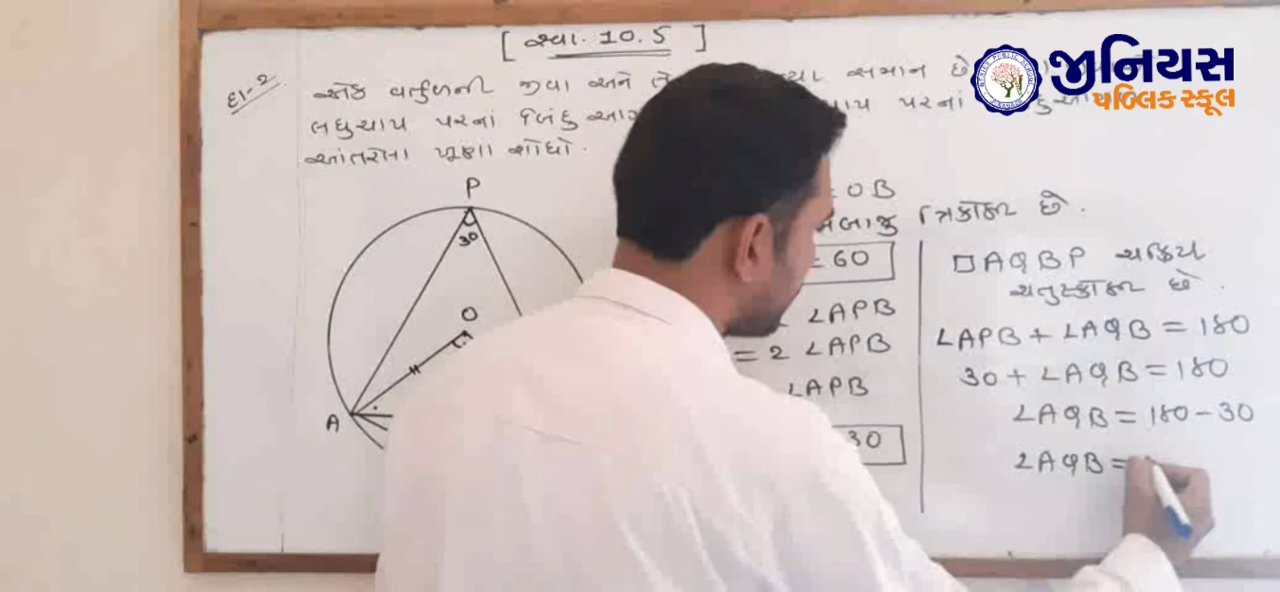 [ સ્વા. 10.5 ]
દા-2 એક વર્તુળની જીવા અને સમાન છે
લઘુચાપ પરનાં બિંદુ પરનાં
આંતરેલા ખૂણા શોધો.
જીનિયસ
પબ્લિક સ્કૂલ
P
30
O
A
= OB
ત્રિકોણ છે.
= 60
∠APB
= 2 ∠APB
∠APB
30
□AQBP ચક્રિય
ચતુષ્કોણ છે.
∠APB + ∠AQB = 180
30 + ∠AQB = 180
∠AQB = 180 - 30
∠AQB =